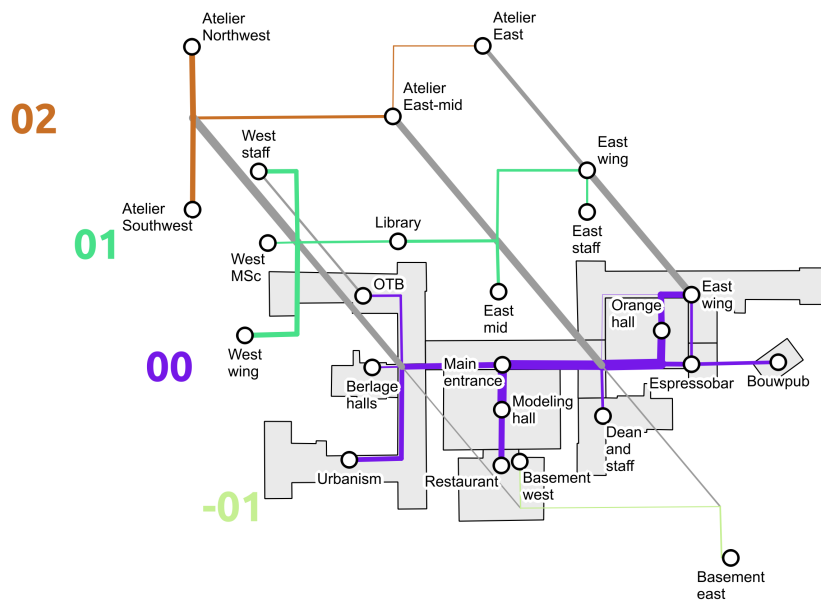 Atelier
Northwest
Atelier
East
Atelier
East-mid
02
West
staff
East
wing
Atelier
Southwest
01
Library
East
staff
West
MSc
OTB
East
mid
East
wing
Orange
hall
West
wing
00
Main
entrance
Berlage
halls
Espressobar
Bouwpub
Modeling
hall
Dean
and
staff
Urbanism
Restaurant
Basement
west
-01
Basement
east